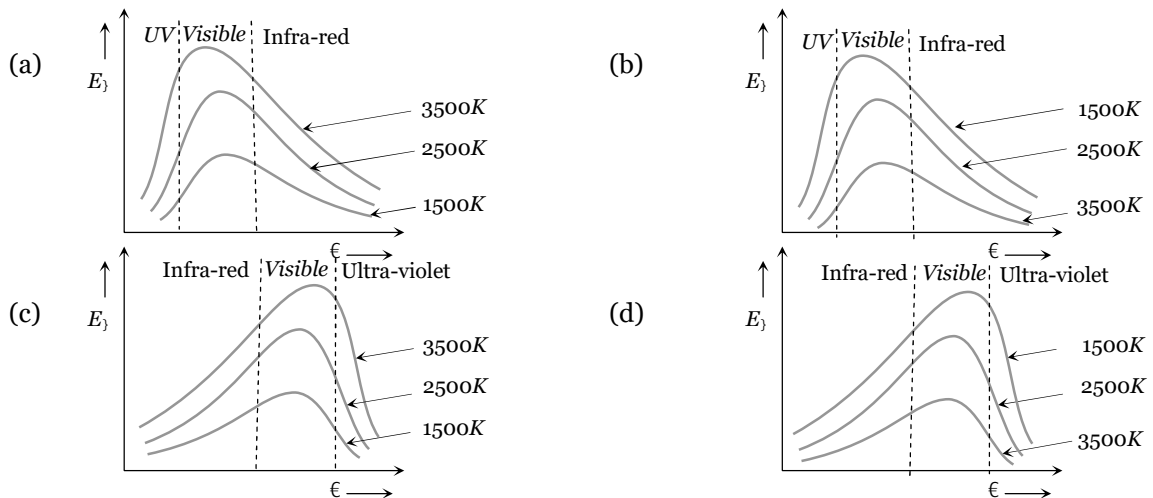 (a)
E}
UV Visible Infra-red
3500K
2500K
1500K
€
(b)
E}
UV Visible Infra-red
1500K
2500K
3500K
€
(c)
E}
Infra-red Visible Ultra-violet
3500K
2500K
1500K
€
(d)
E}
Infra-red Visible Ultra-violet
1500K
2500K
3500K
€